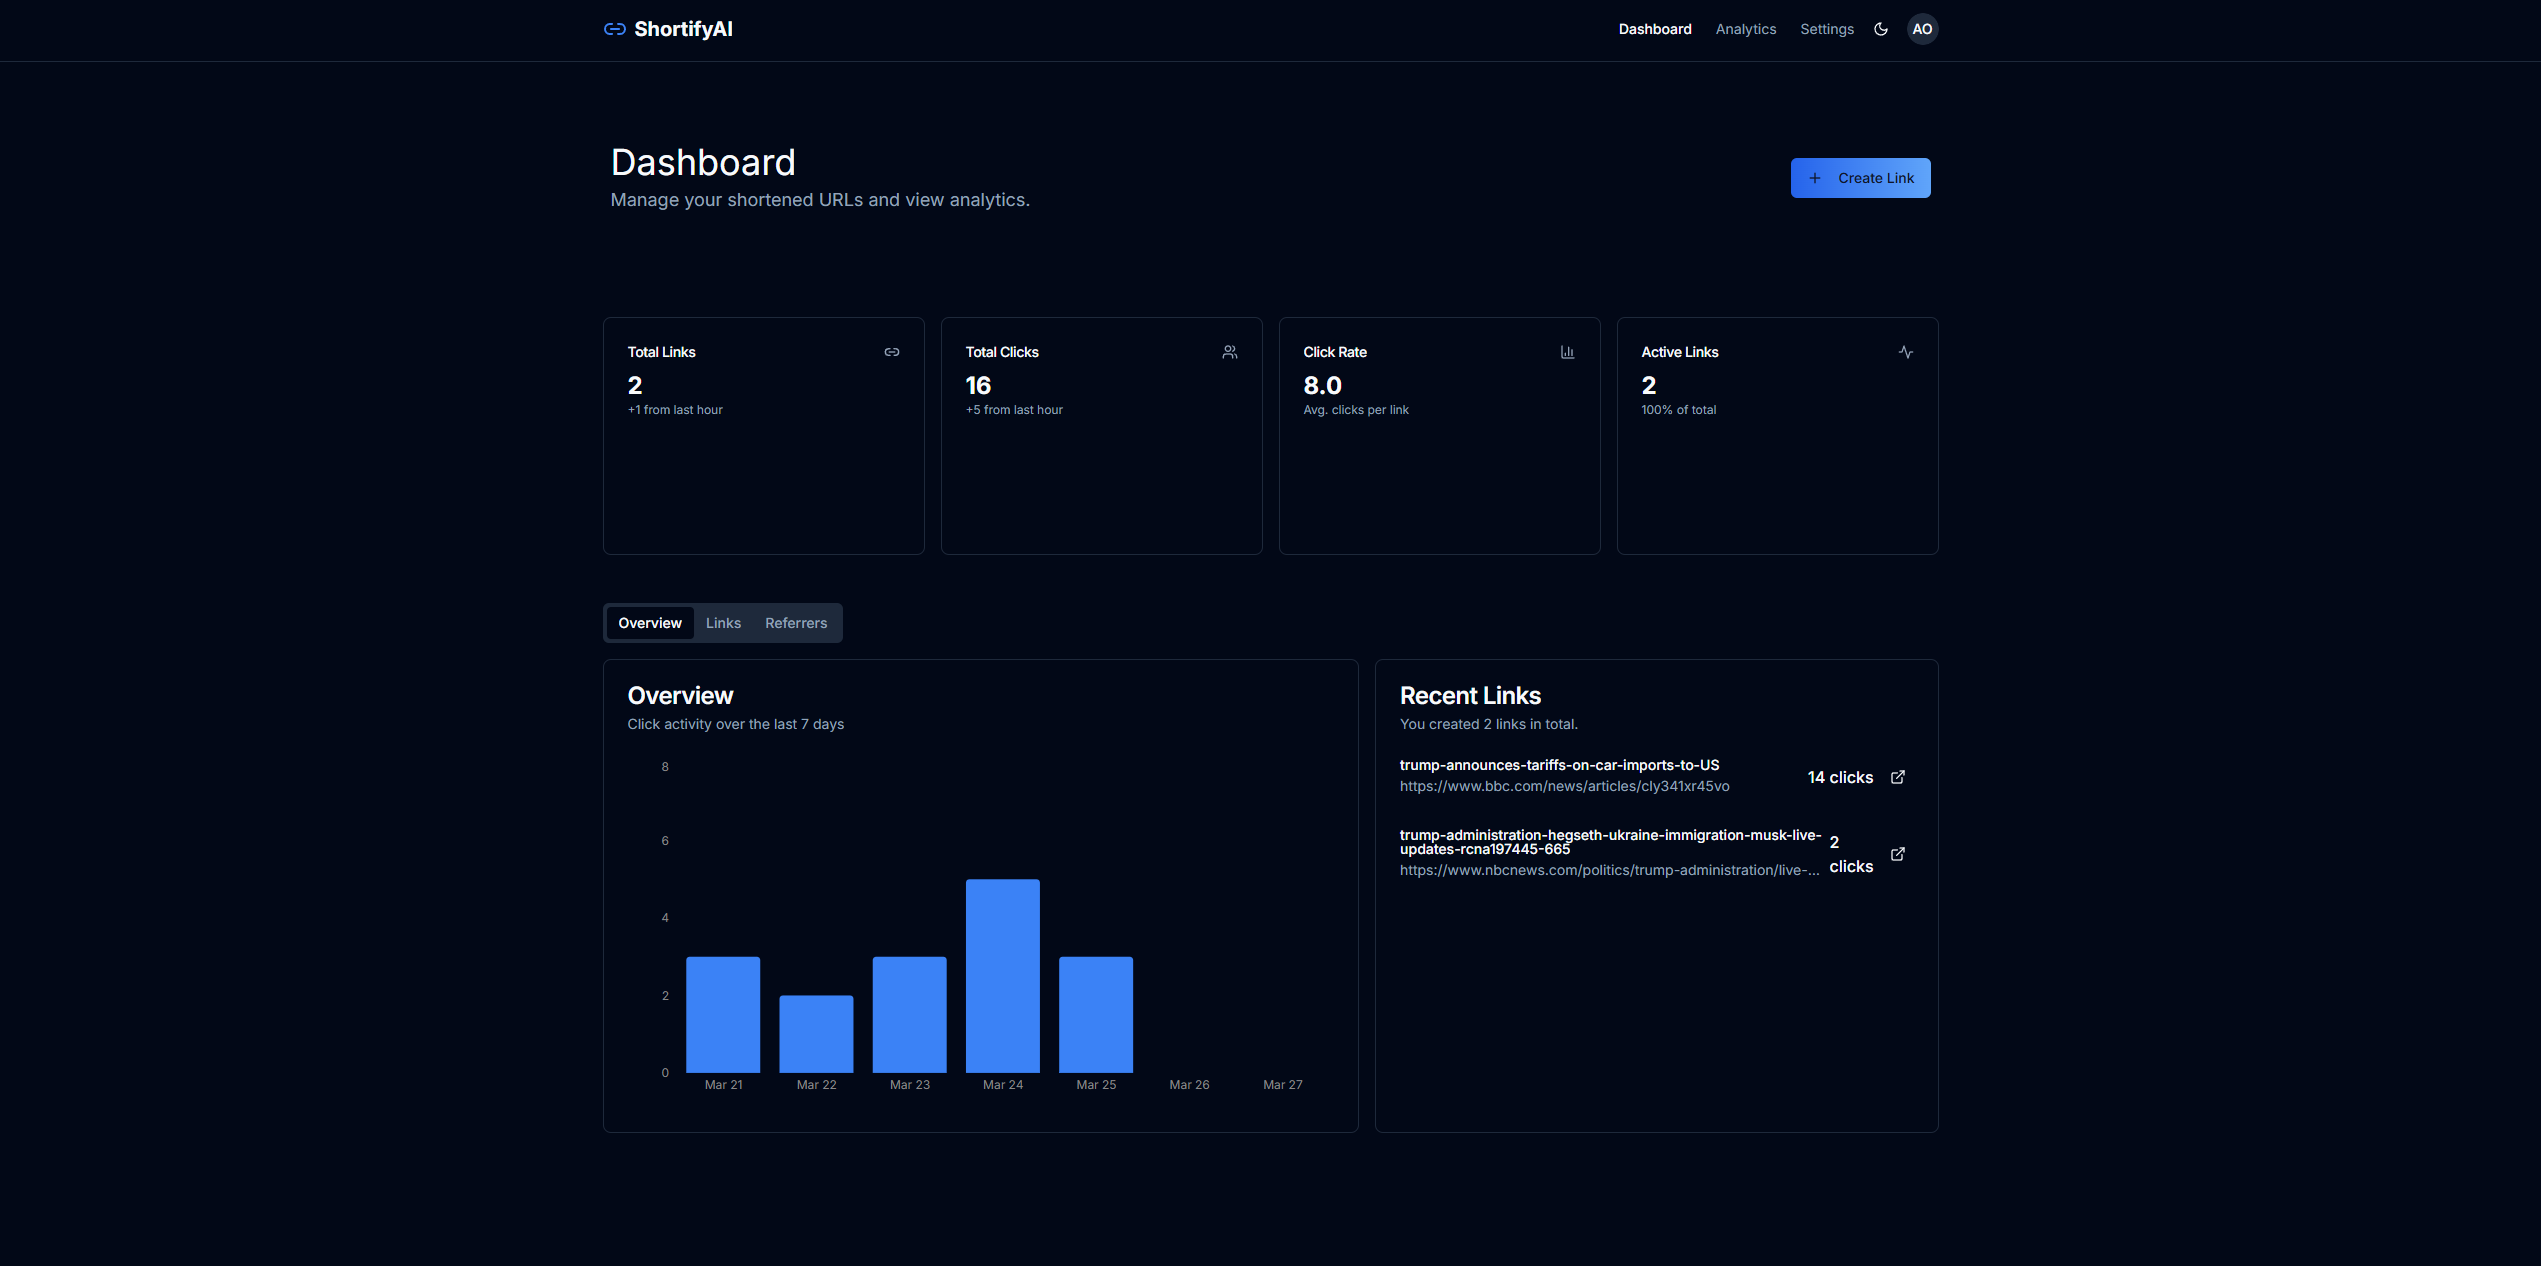 ShortifyAI
Dashboard
Analytics
Settings
AO
Dashboard
Manage your shortened URLs and view analytics.
Create Link
Total Links
2
+1 from last hour
Total Clicks
16
+5 from last hour
Click Rate
8.0
Avg. clicks per link
Active Links
2
100% of total
Overview
Links
Referrers
Overview
Click activity over the last 7 days
8
6
4
2
0
Mar 21
Mar 22
Mar 23
Mar 24
Mar 25
Mar 26
Mar 27
Recent Links
You created 2 links in total.
trump-announces-tariffs-on-car-imports-to-US
https://www.bbc.com/news/articles/cly341xr45vo
14 clicks
trump-administration-hegseth-ukraine-immigration-musk-live-
updates-rcna197445-665
https://www.nbcnews.com/politics/trump-administration/live-...
2
clicks